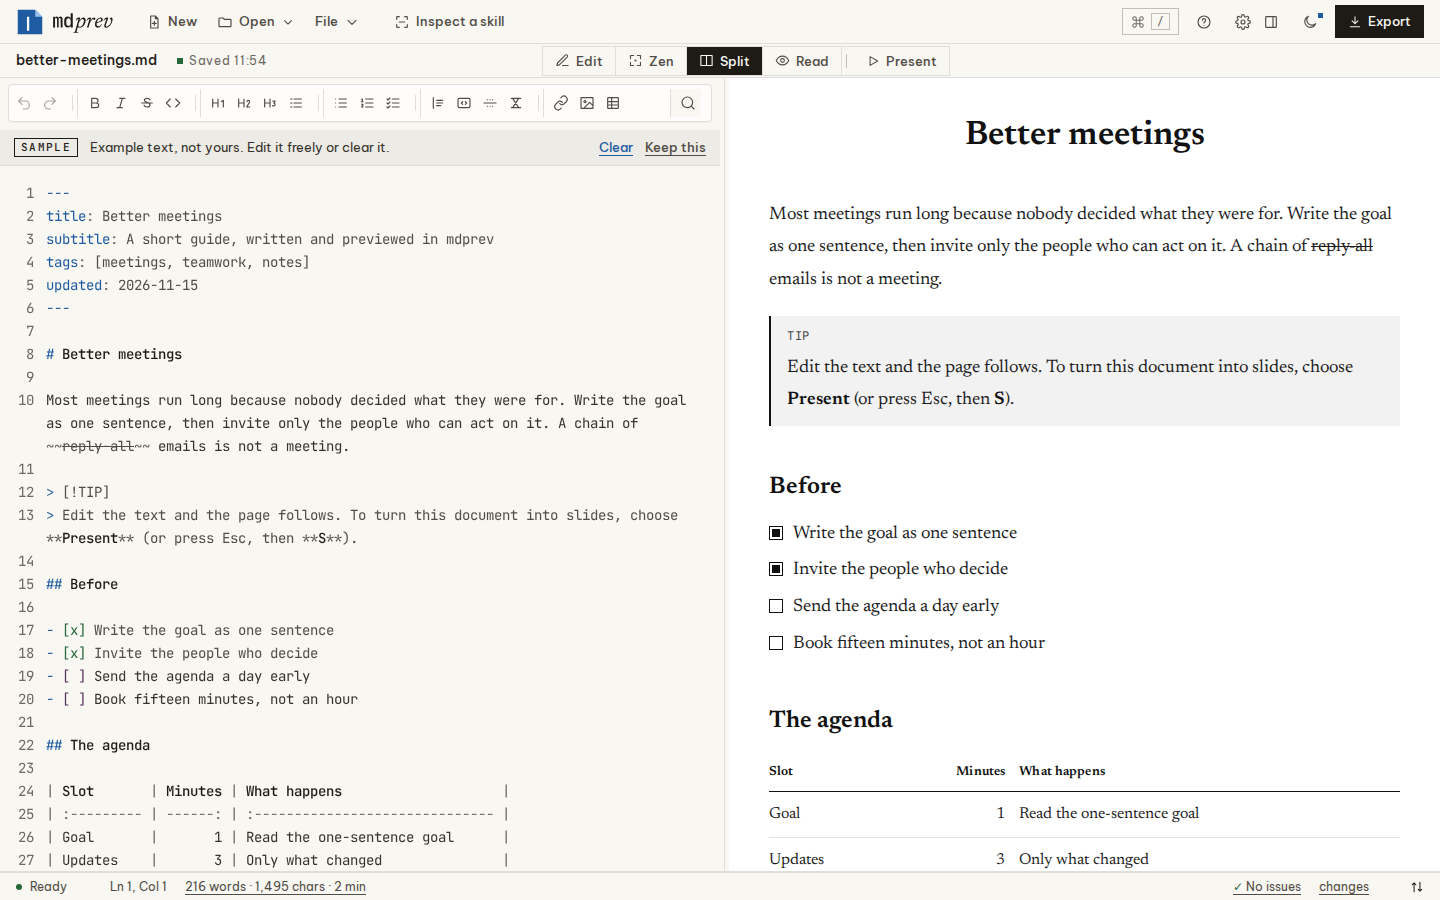 mdprev New Open File Inspect a skill ⌘ / Export
better-meetings.md Saved 11:54 Edit Zen Split Read Present
B I S <> H1 H2 H3
SAMPLE Example text, not yours. Edit it freely or clear it. Clear Keep this
1 ---
2 title: Better meetings
3 subtitle: A short guide, written and previewed in mdprev
4 tags: [meetings, teamwork, notes]
5 updated: 2026-11-15
6 ---
7
8 # Better meetings
9
10 Most meetings run long because nobody decided what they were for. Write the goal
as one sentence, then invite only the people who can act on it. A chain of
~~reply-all~~ emails is not a meeting.
11
12 > [!TIP]
13 > Edit the text and the page follows. To turn this document into slides, choose
**Present** (or press Esc, then **S**).
14
15 ## Before
16
17 - [x] Write the goal as one sentence
18 - [x] Invite the people who decide
19 - [ ] Send the agenda a day early
20 - [ ] Book fifteen minutes, not an hour
21
22 ## The agenda
23
24 | Slot | Minutes | What happens |
25 | :--------- | ------: | :------------------------------ |
26 | Goal | 1 | Read the one-sentence goal |
27 | Updates | 3 | Only what changed |
Better meetings
Most meetings run long because nobody decided what they were for. Write the goal
as one sentence, then invite only the people who can act on it. A chain of reply-all
emails is not a meeting.
TIP
Edit the text and the page follows. To turn this document into slides, choose
Present (or press Esc, then S).
Before
Write the goal as one sentence
Invite the people who decide
Send the agenda a day early
Book fifteen minutes, not an hour
The agenda
Slot Minutes What happens
Goal 1 Read the one-sentence goal
Updates 3 Only what changed
Ready Ln 1, Col 1 216 words · 1,495 chars · 2 min ✓ No issues changes